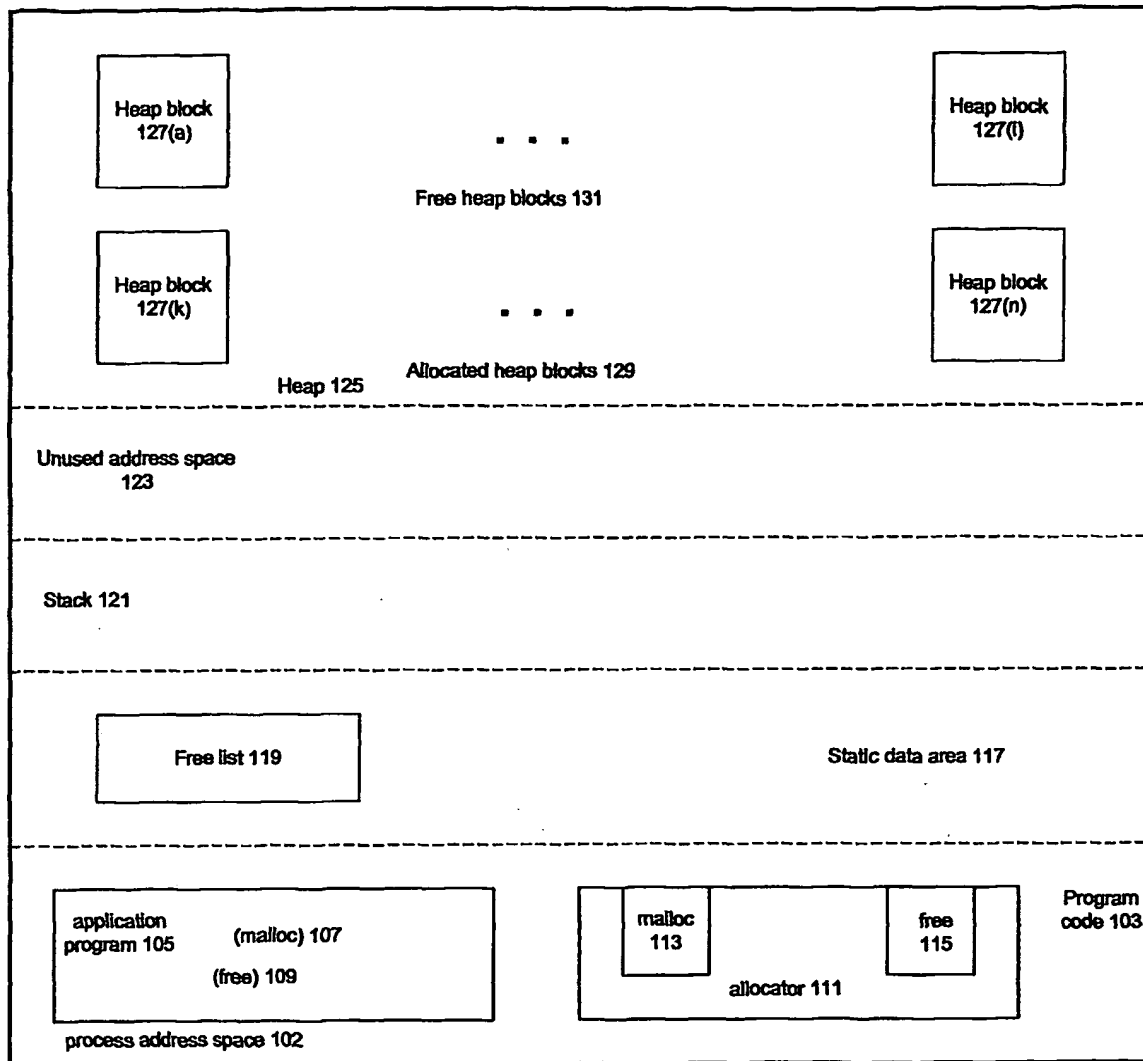 Heap block
127(a)
Heap block
127(i)
. . .
Free heap blocks 131
Heap block
127(k)
Heap block
127(n)
. . .
Allocated heap blocks 129
Heap 125
Unused address space
123
Stack 121
Free list 119
Static data area 117
application
program 105
(malloc) 107
(free) 109
malloc
113
free
115
allocator 111
Program
code 103
process address space 102